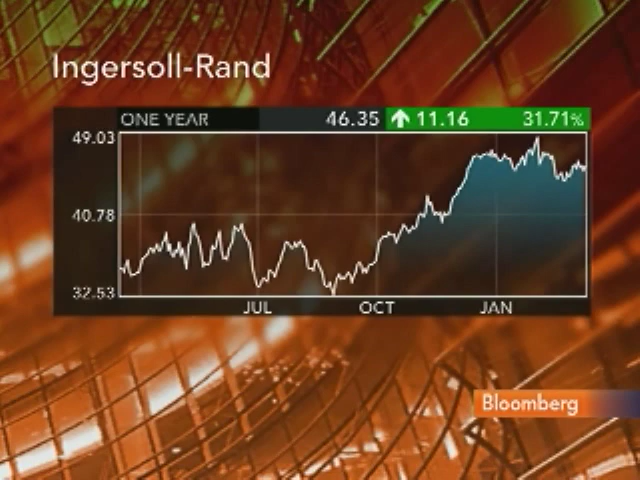 Ingersoll-Rand
ONE YEAR 46.35 11.16 31.71%
49.03
40.78
32.53
JUL OCT JAN
Bloomberg